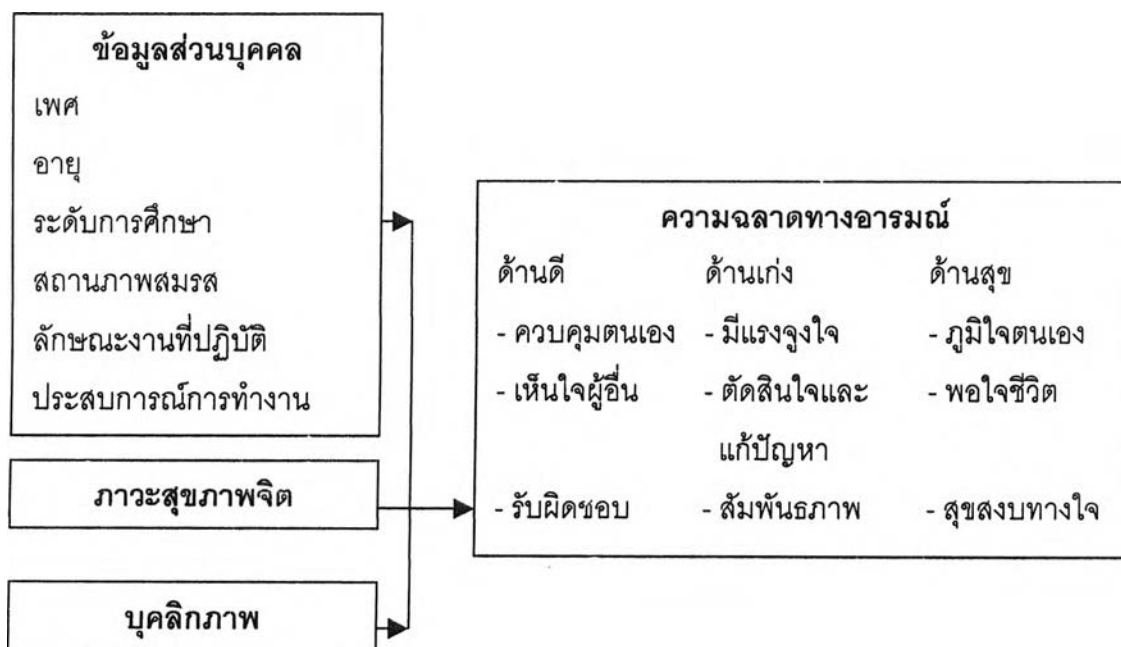 ข้อมูลส่วนบุคคล
เพศ
อายุ
ระดับการศึกษา
สถานภาพสมรส
ลักษณะงานที่ปฏิบัติ
ประสบการณ์การทำงาน
ภาวะสุขภาพจิต
บุคลิกภาพ
ความฉลาดทางอารมณ์
ด้านดี ด้านเก่ง ด้านสุข
- ควบคุมตนเอง - มีแรงจูงใจ - ภูมิใจตนเอง
- เห็นใจผู้อื่น - ตัดสินใจและ - พอใจชีวิต
แก้ปัญหา
- รับผิดชอบ - สัมพันธภาพ - สุขสงบทางใจ